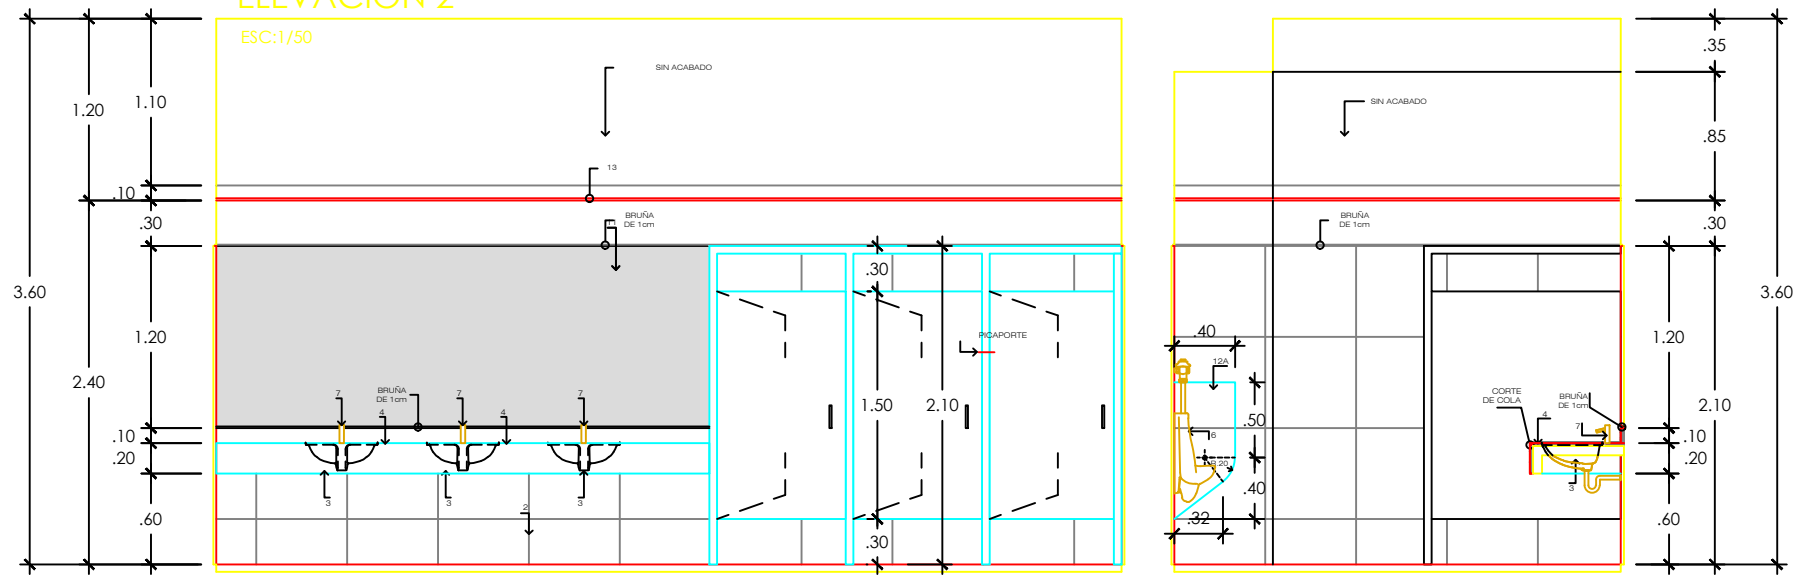 ELEVACION 2
ESC:1/50
SIN ACABADO
13
BRUÑA
DE 1cm
11
BRUÑA
DE 1cm
7
7
7
4
4
3
3
3
2
PICAPORTE
3.60
1.20
2.40
1.10
.10
.30
1.20
.10
.20
.60
.30
1.50
2.10
.30
SIN ACABADO
BRUÑA
DE 1cm
.40
12A
.50
6
R.20
.40
.32
CORTE
DE COLA
BRUÑA
DE 1cm
4
7
3
.35
.85
.30
1.20
2.10
.10
.20
.60
3.60